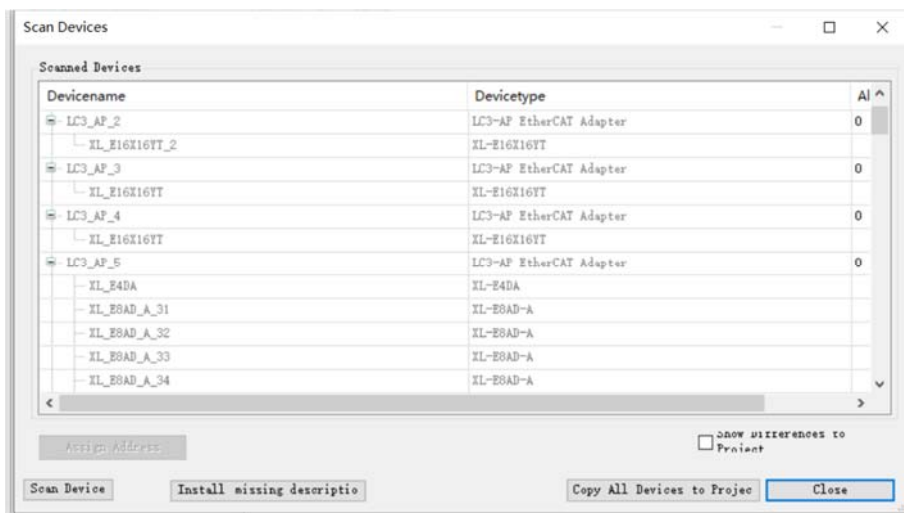 Scan Devices
Scanned Devices
Devicename Devicetype Al
LC3_AP_2 LC3-AP EtherCAT Adapter 0
XL_E16X16YT_2 XL-E16X16YT
LC3_AP_3 LC3-AP EtherCAT Adapter 0
XL_E16X16YT XL-E16X16YT
LC3_AP_4 LC3-AP EtherCAT Adapter 0
XL_E16X16YT XL-E16X16YT
LC3_AP_5 LC3-AP EtherCAT Adapter 0
XL_E4DA XL-E4DA
XL_E8AD_A_31 XL-E8AD-A
XL_E8AD_A_32 XL-E8AD-A
XL_E8AD_A_33 XL-E8AD-A
XL_E8AD_A_34 XL-E8AD-A
Assign Address Show Differences to
Project
Scan Device Install missing descriptio Copy All Devices to Projec Close